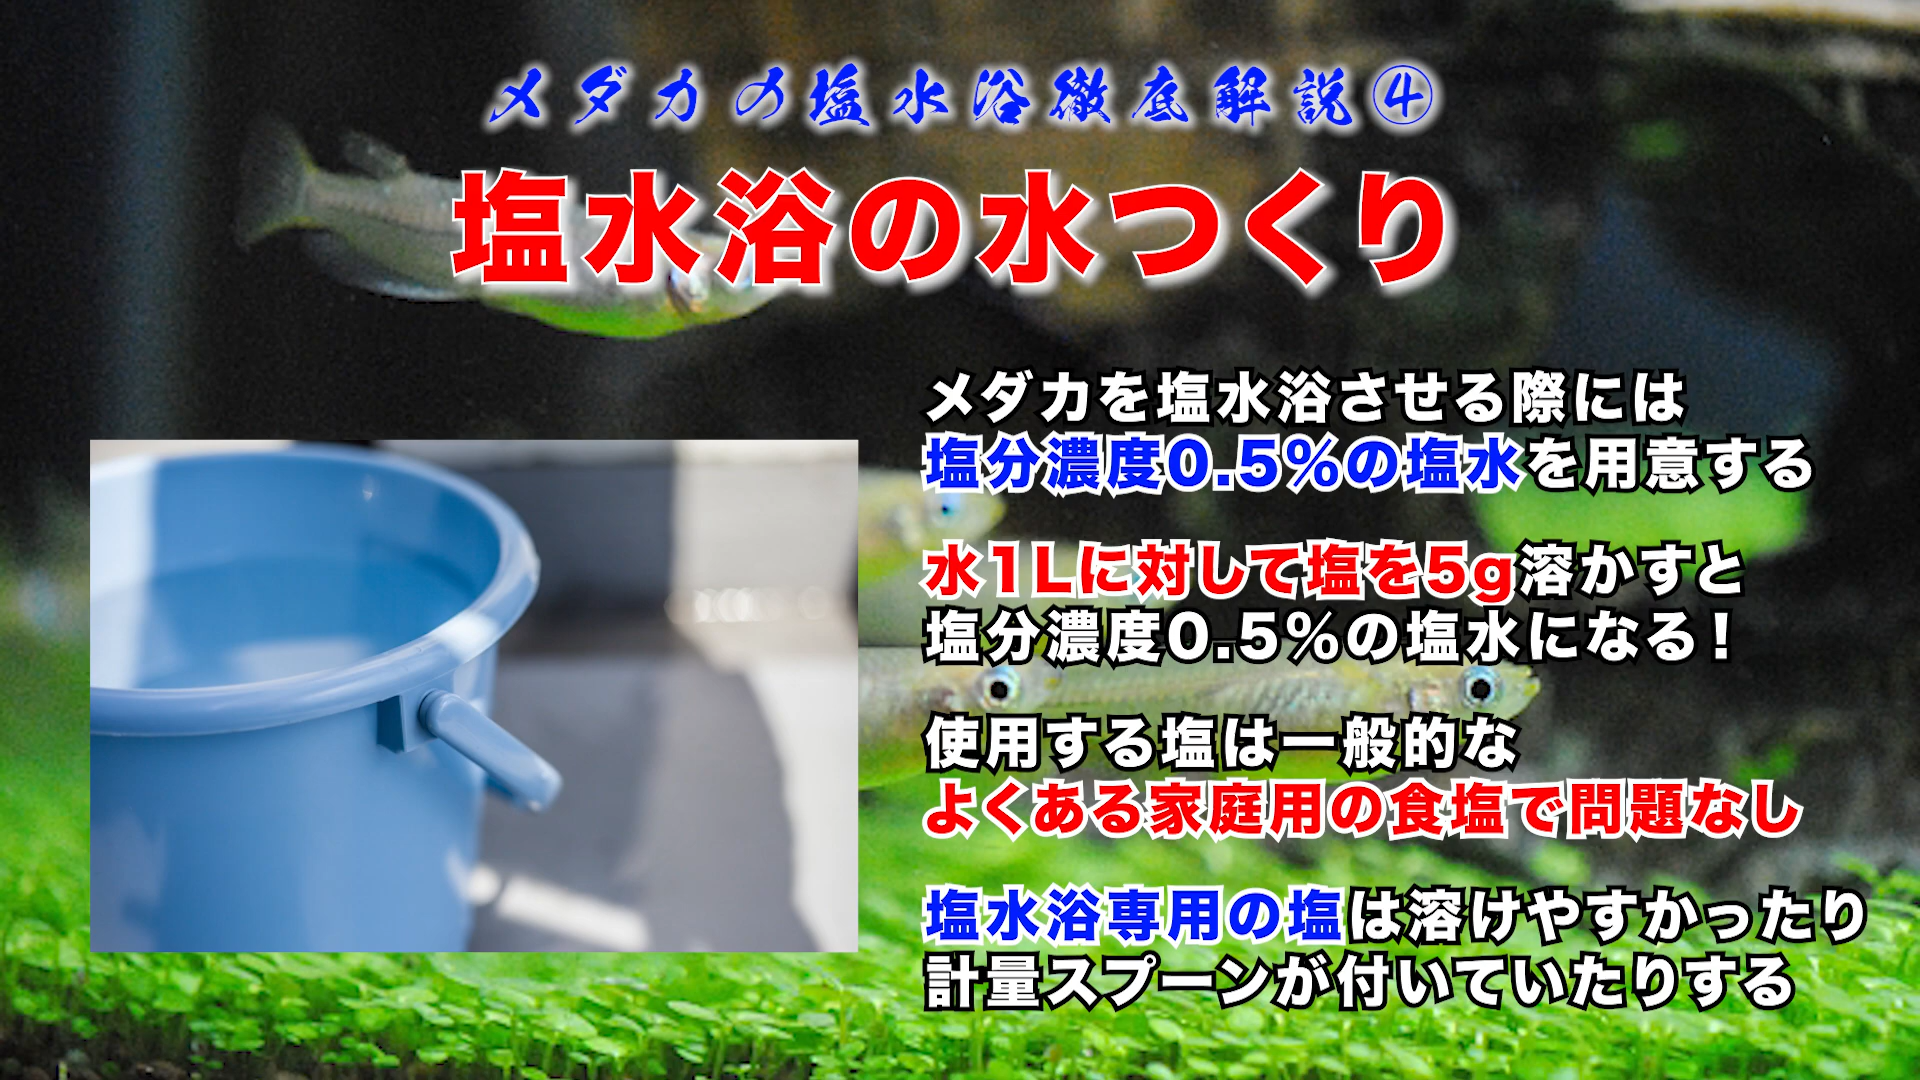 メダカの塩水浴徹底解説④
塩水浴の水つくり
メダカを塩水浴させる際には
塩分濃度0.5%の塩水を用意する
水1Lに対して塩を5g溶かすと
塩分濃度0.5%の塩水になる！
使用する塩は一般的な
よくある家庭用の食塩で問題なし
塩水浴専用の塩は溶けやすかったり
計量スプーンが付いていたりする